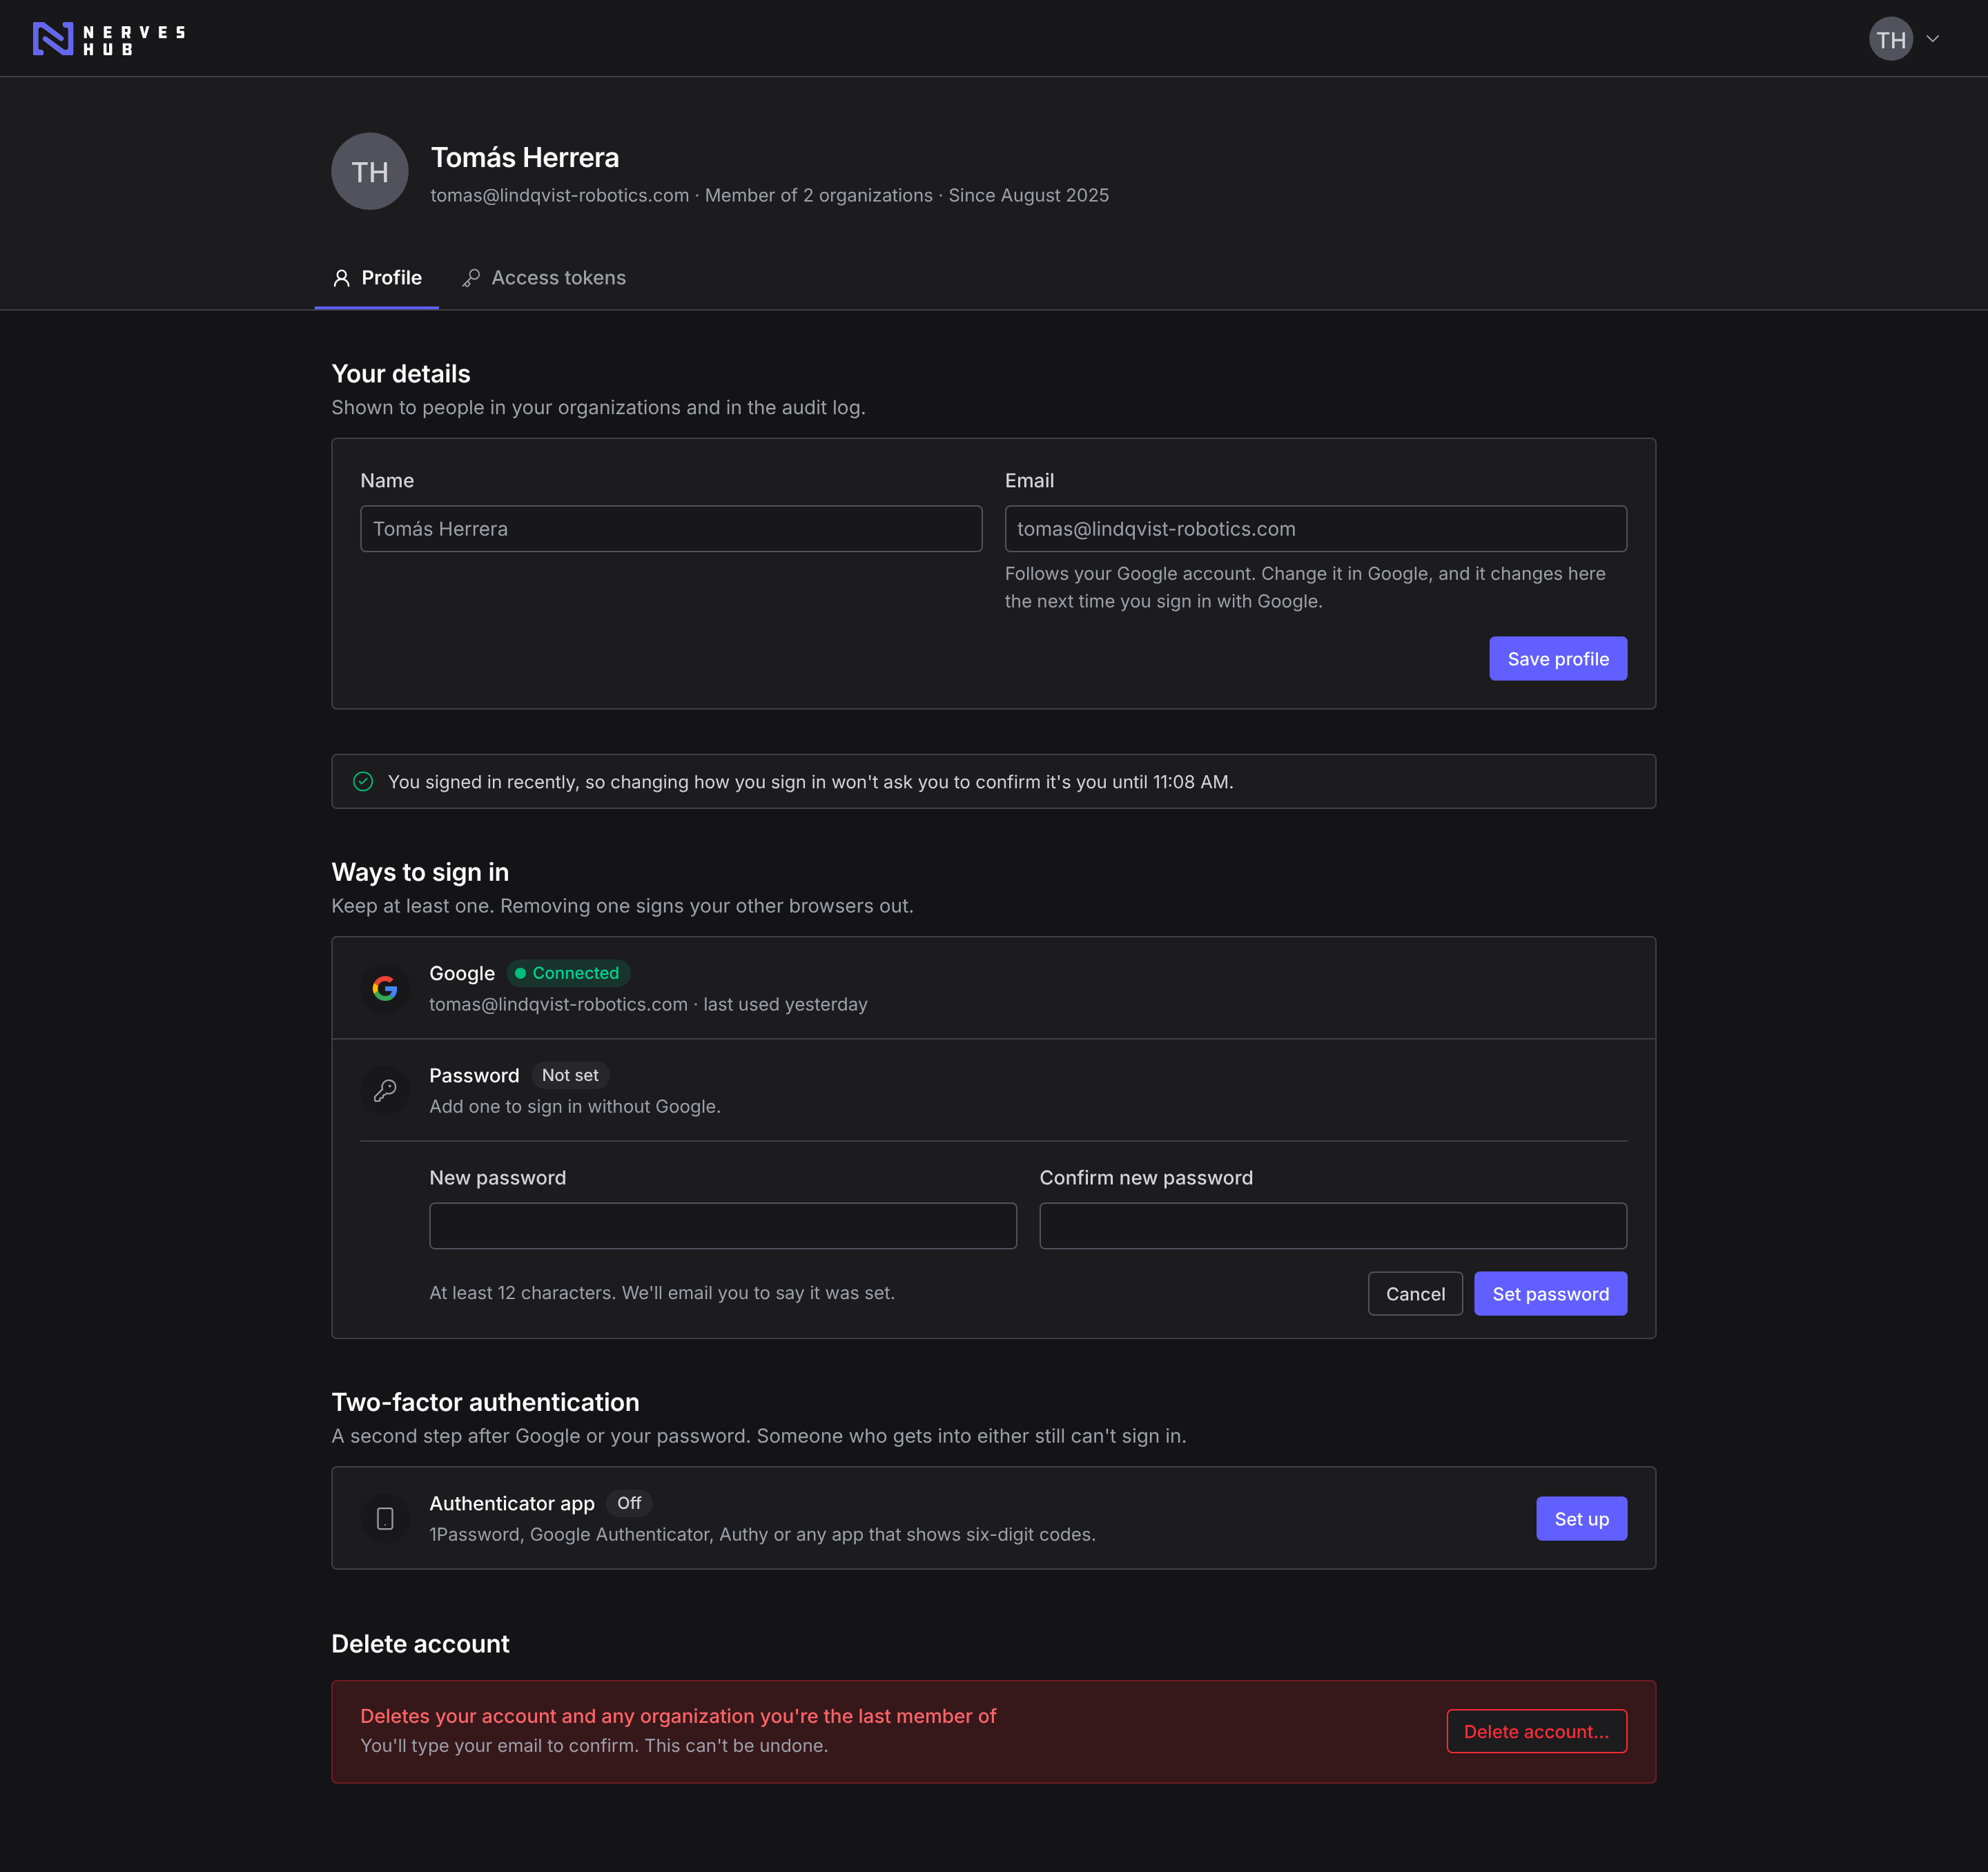 NERVES
HUB
TH
TH
Tomás Herrera
tomas@lindqvist-robotics.com · Member of 2 organizations · Since August 2025
Profile
Access tokens
Your details
Shown to people in your organizations and in the audit log.
Name
Email
Tomás Herrera
tomas@lindqvist-robotics.com
Follows your Google account. Change it in Google, and it changes here
the next time you sign in with Google.
Save profile
You signed in recently, so changing how you sign in won't ask you to confirm it's you until 11:08 AM.
Ways to sign in
Keep at least one. Removing one signs your other browsers out.
Google
Connected
tomas@lindqvist-robotics.com · last used yesterday
Password
Not set
Add one to sign in without Google.
New password
Confirm new password
At least 12 characters. We'll email you to say it was set.
Cancel
Set password
Two-factor authentication
A second step after Google or your password. Someone who gets into either still can't sign in.
Authenticator app
Off
1Password, Google Authenticator, Authy or any app that shows six-digit codes.
Set up
Delete account
Deletes your account and any organization you're the last member of
You'll type your email to confirm. This can't be undone.
Delete account...